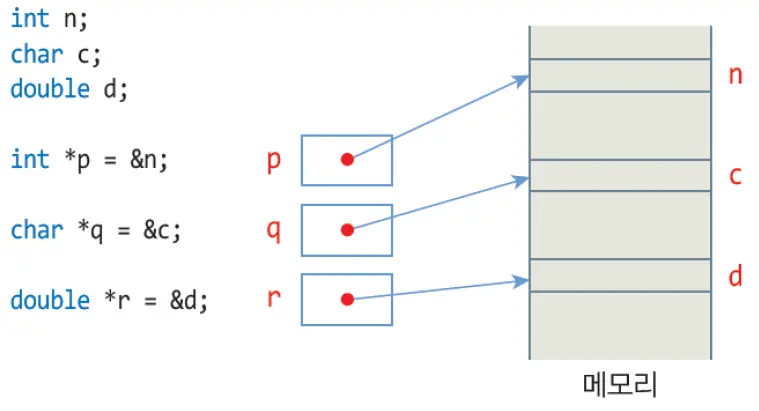 int n;
char c;
double d;
int *p = &n;
char *q = &c;
double *r = &d;
p
q
r
n
c
d
메모리